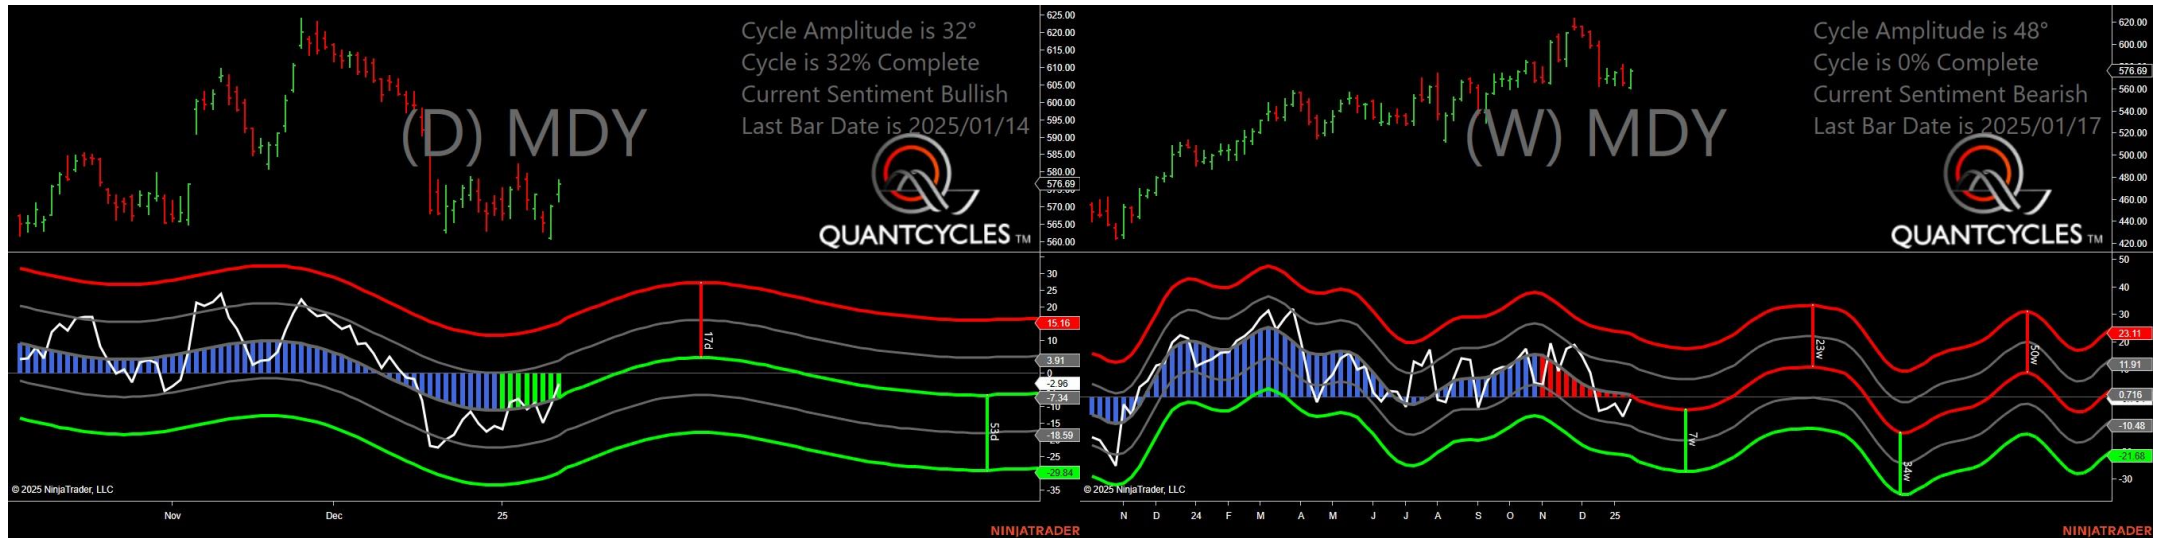 Cycle Amplitude is 32°
Cycle is 32% Complete
Current Sentiment Bullish
Last Bar Date is 2025/01/14
(D) MDY
QUANTCYCLES TM
625.00
620.00
615.00
610.00
605.00
600.00
595.00
590.00
585.00
580.00
576.69
570.00
565.00
560.00
30
25
20
15.16
10
3.91
0
-2.96
-7.34
-10
-15
-18.59
-25
-29.84
-35
17d
53d
© 2025 NinjaTrader, LLC
Nov Dec 25
NINJATRADER
Cycle Amplitude is 48°
Cycle is 0% Complete
Current Sentiment Bearish
Last Bar Date is 2025/01/17
(W) MDY
QUANTCYCLES TM
620.00
600.00
576.69
560.00
540.00
520.00
500.00
480.00
460.00
440.00
420.00
50
40
30
23.11
20
11.91
0.716
-10.48
-21.68
-30
7w
23w
34w
50w
© 2025 NinjaTrader, LLC
N D 24 F M A M J J A S O N D 25
NINJATRADER